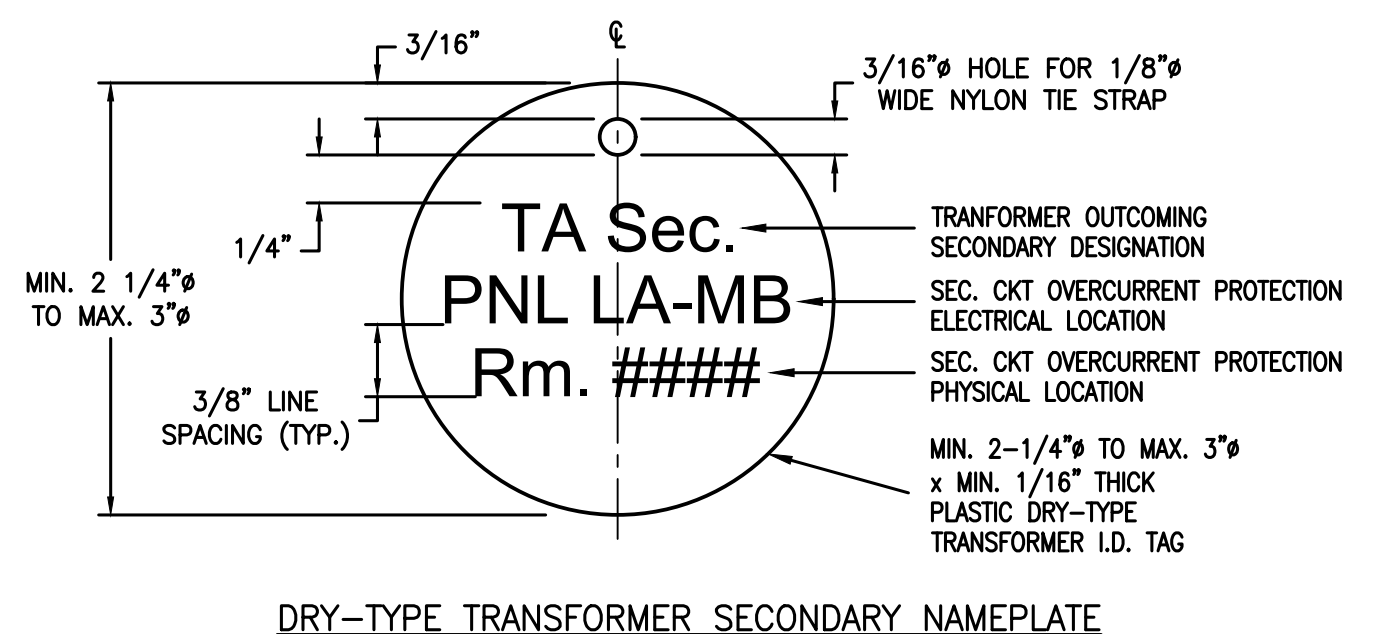 3/16"
℄
3/16"ø HOLE FOR 1/8"ø
WIDE NYLON TIE STRAP
1/4"
MIN. 2 1/4"ø
TO MAX. 3"ø
3/8" LINE
SPACING (TYP.)
TA Sec.
PNL LA-MB
Rm. ####
TRANFORMER OUTCOMING
SECONDARY DESIGNATION
SEC. CKT OVERCURRENT PROTECTION
ELECTRICAL LOCATION
SEC. CKT OVERCURRENT PROTECTION
PHYSICAL LOCATION
MIN. 2-1/4"ø TO MAX. 3"ø
x MIN. 1/16" THICK
PLASTIC DRY-TYPE
TRANSFORMER I.D. TAG
DRY-TYPE TRANSFORMER SECONDARY NAMEPLATE